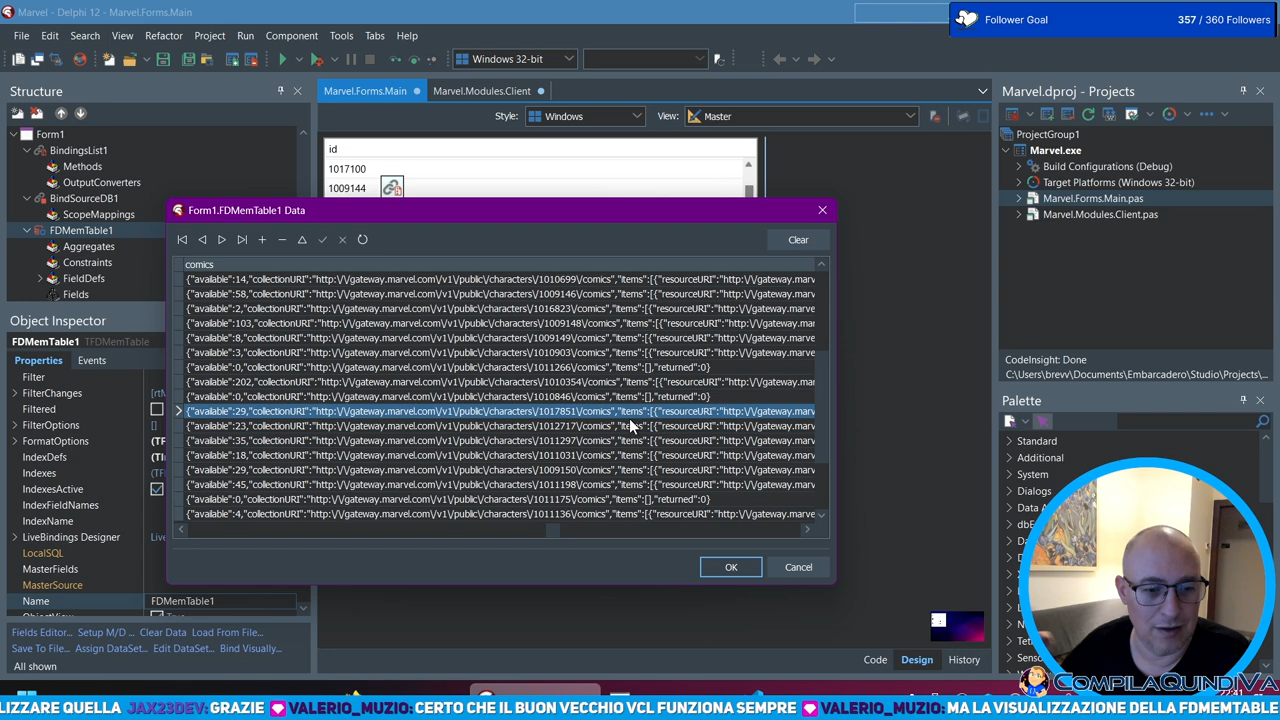 Marvel - Delphi 12 - Marvel.Forms.Main
Follower Goal
357 / 360 Followers
File Edit Search View Refactor Project Run Component Tools Tabs Help
Windows 32-bit
Structure
Form1
BindingsList1
Methods
OutputConverters
BindSourceDB1
ScopeMappings
FDMemTable1
Aggregates
Constraints
FieldDefs
Fields
Marvel.Forms.Main
Marvel.Modules.Client
Style: Windows View: Master
id
1017100
1009144
Form1.FDMemTable1 Data
Clear
comics
{"available":14,"collectionURI":"http:\/\/gateway.marvel.com\/v1\/public\/characters\/1010699\/comics","items":[{"resourceURI":"http:\/\/gateway.marv
{"available":58,"collectionURI":"http:\/\/gateway.marvel.com\/v1\/public\/characters\/1009146\/comics","items":[{"resourceURI":"http:\/\/gateway.marv
{"available":2,"collectionURI":"http:\/\/gateway.marvel.com\/v1\/public\/characters\/1016823\/comics","items":[{"resourceURI":"http:\/\/gateway.marve
{"available":103,"collectionURI":"http:\/\/gateway.marvel.com\/v1\/public\/characters\/1009148\/comics","items":[{"resourceURI":"http:\/\/gateway.mar
{"available":8,"collectionURI":"http:\/\/gateway.marvel.com\/v1\/public\/characters\/1009149\/comics","items":[{"resourceURI":"http:\/\/gateway.marve
{"available":3,"collectionURI":"http:\/\/gateway.marvel.com\/v1\/public\/characters\/1010903\/comics","items":[{"resourceURI":"http:\/\/gateway.marve
{"available":0,"collectionURI":"http:\/\/gateway.marvel.com\/v1\/public\/characters\/1011266\/comics","items":[],"returned":0}
{"available":202,"collectionURI":"http:\/\/gateway.marvel.com\/v1\/public\/characters\/1010354\/comics","items":[{"resourceURI":"http:\/\/gateway.ma
{"available":0,"collectionURI":"http:\/\/gateway.marvel.com\/v1\/public\/characters\/1010846\/comics","items":[],"returned":0}
{"available":29,"collectionURI":"http:\/\/gateway.marvel.com\/v1\/public\/characters\/1017851\/comics","items":[{"resourceURI":"http:\/\/gateway.marv
{"available":23,"collectionURI":"http:\/\/gateway.marvel.com\/v1\/public\/characters\/1012717\/comics","items":[{"resourceURI":"http:\/\/gateway.marv
{"available":35,"collectionURI":"http:\/\/gateway.marvel.com\/v1\/public\/characters\/1011297\/comics","items":[{"resourceURI":"http:\/\/gateway.marv
{"available":18,"collectionURI":"http:\/\/gateway.marvel.com\/v1\/public\/characters\/1011031\/comics","items":[{"resourceURI":"http:\/\/gateway.marv
{"available":29,"collectionURI":"http:\/\/gateway.marvel.com\/v1\/public\/characters\/1009150\/comics","items":[{"resourceURI":"http:\/\/gateway.marv
{"available":45,"collectionURI":"http:\/\/gateway.marvel.com\/v1\/public\/characters\/1011198\/comics","items":[{"resourceURI":"http:\/\/gateway.marv
{"available":0,"collectionURI":"http:\/\/gateway.marvel.com\/v1\/public\/characters\/1011175\/comics","items":[],"returned":0}
{"available":4,"collectionURI":"http:\/\/gateway.marvel.com\/v1\/public\/characters\/1011136\/comics","items":[{"resourceURI":"http:\/\/gateway.marv
OK Cancel
Object Inspector
FDMemTable1 TFDMemTable
Properties Events
Filter
FilterChanges
Filtered
FilterOptions []
FormatOptions
IndexDefs
Indexes
IndexesActive
IndexFieldNames
IndexName
LiveBindings Designer
LocalSQL
MasterFields
MasterSource
Name FDMemTable1
True
Fields Editor... Setup M/D ... Clear Data Load From File...
Save To File... Assign DataSet... Edit DataSet... Bind Visually...
All shown
Code Design History
Marvel.dproj - Projects
ProjectGroup1
Marvel.exe
Build Configurations (Debug)
Target Platforms (Windows 32-bit)
Marvel.Forms.Main.pas
Marvel.Modules.Client.pas
CodeInsight: Done
C:\Users\brevv\Documents\Embarcadero\Studio\Projects\...
Palette
Standard
Additional
System
Dialogs
COMPILAQUINDIVA
LIZZARE QUELLA JAX23DEV: GRAZIE VALERIO_MUZIO: CERTO CHE IL BUON VECCHIO VCL FUNZIONA SEMPRE VALERIO_MUZIO: MA LA VISUALIZZAZIONE DELLA FDMEMTABLE